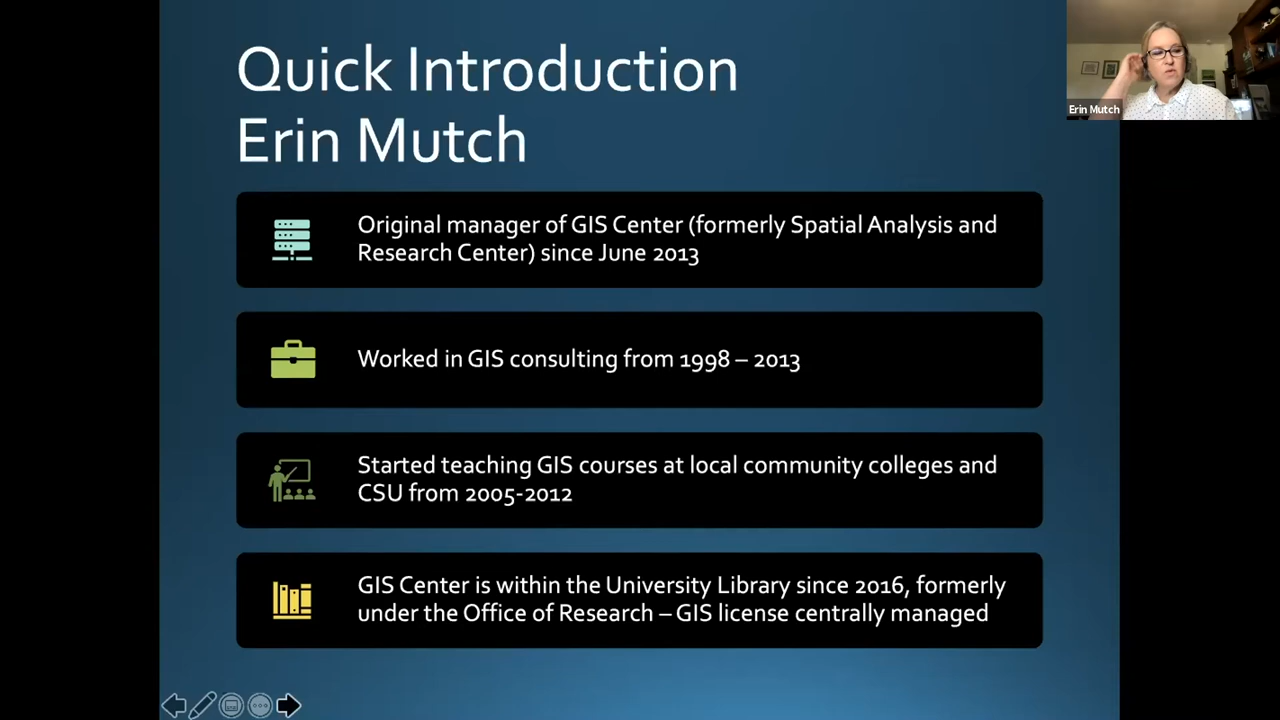 Quick Introduction
Erin Mutch
Erin Mutch
Original manager of GIS Center (formerly Spatial Analysis and
Research Center) since June 2013
Worked in GIS consulting from 1998 – 2013
Started teaching GIS courses at local community colleges and
CSU from 2005-2012
GIS Center is within the University Library since 2016, formerly
under the Office of Research – GIS license centrally managed